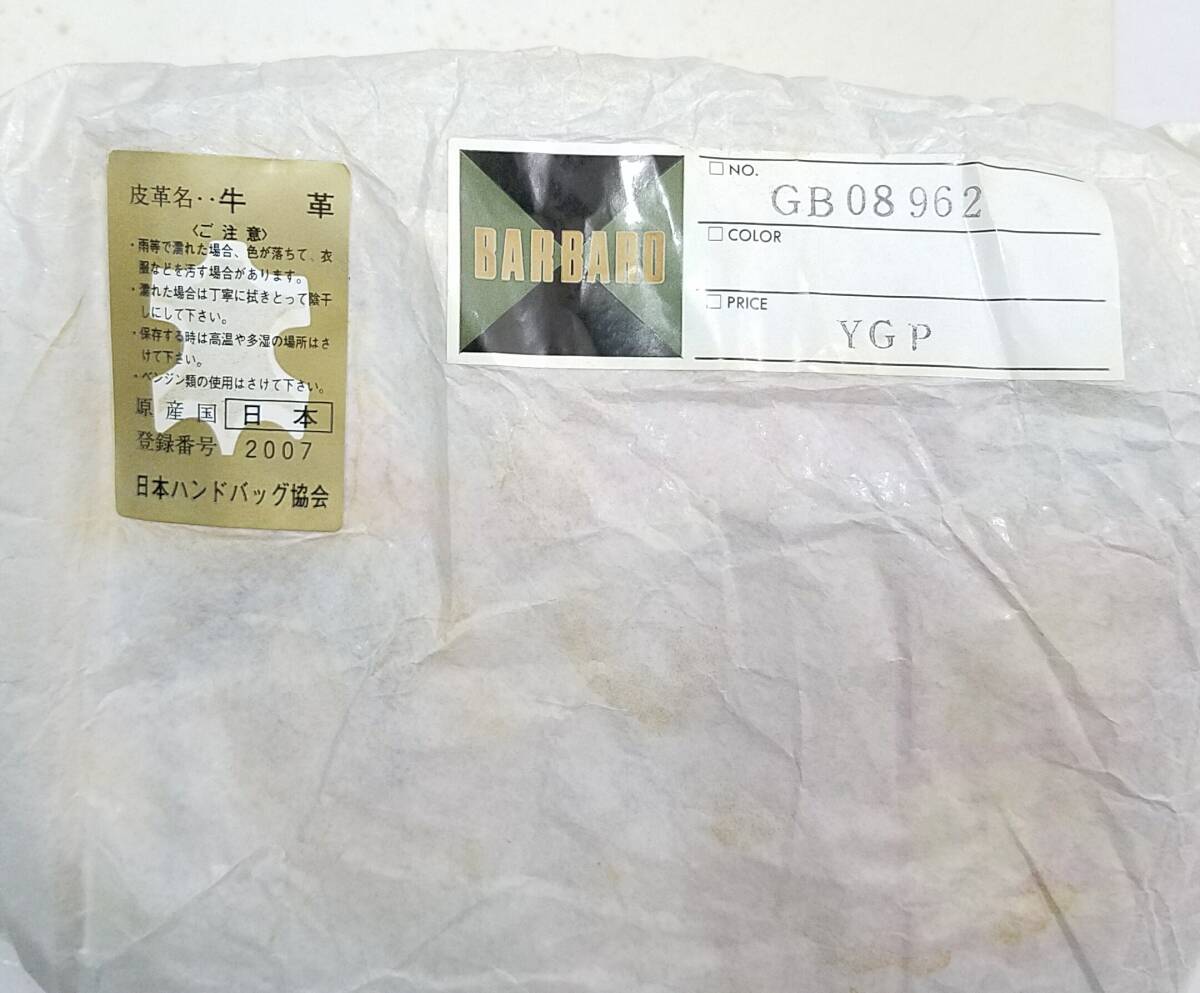 皮革名‥牛 革
〈ご注意〉
・雨等で濡れた場合、色が落ちて、衣
服などを汚す場合があります。
・濡れた場合は丁寧に拭きとって陰干
しにして下さい。
・保存する時は高温や多湿の場所はさ
けて下さい。
・ベンジン類の使用はさけて下さい。
原産国 日本
登録番号 2007
日本ハンドバッグ協会
BARBARO
NO.
GB08962
COLOR
PRICE
YGP